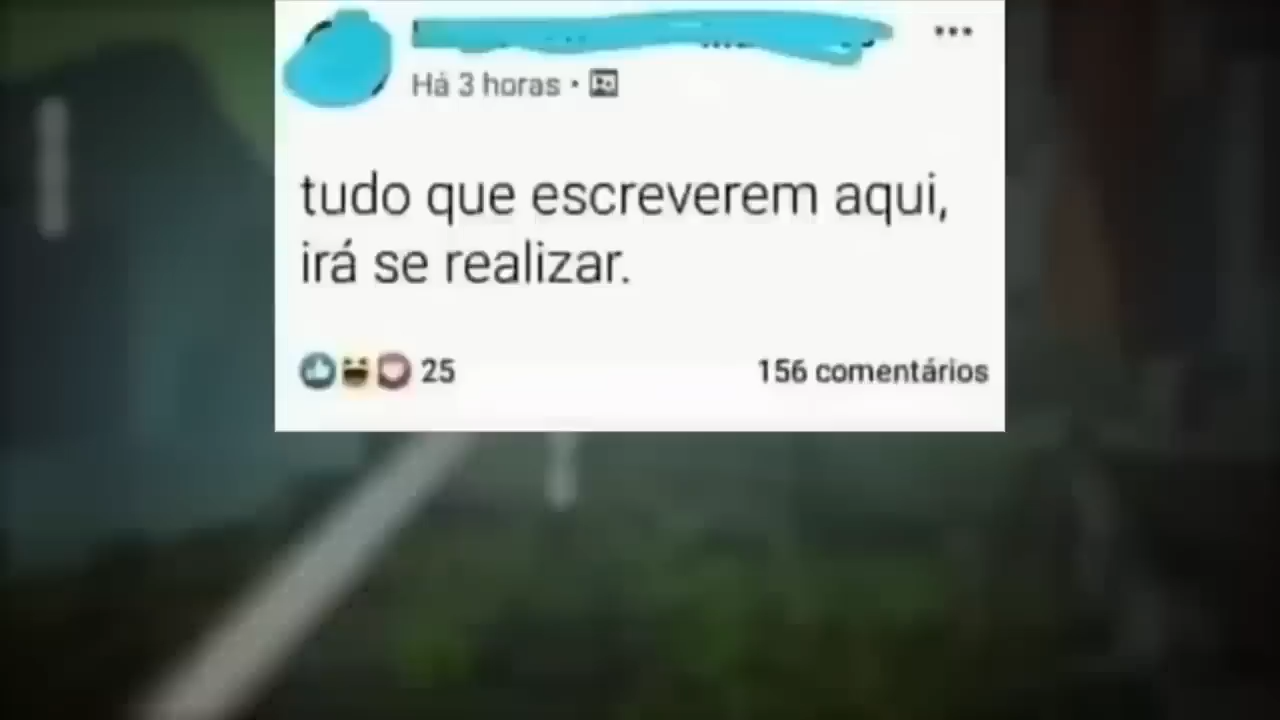 Há 3 horas •
tudo que escreverem aqui,
irá se realizar.
25
156 comentários